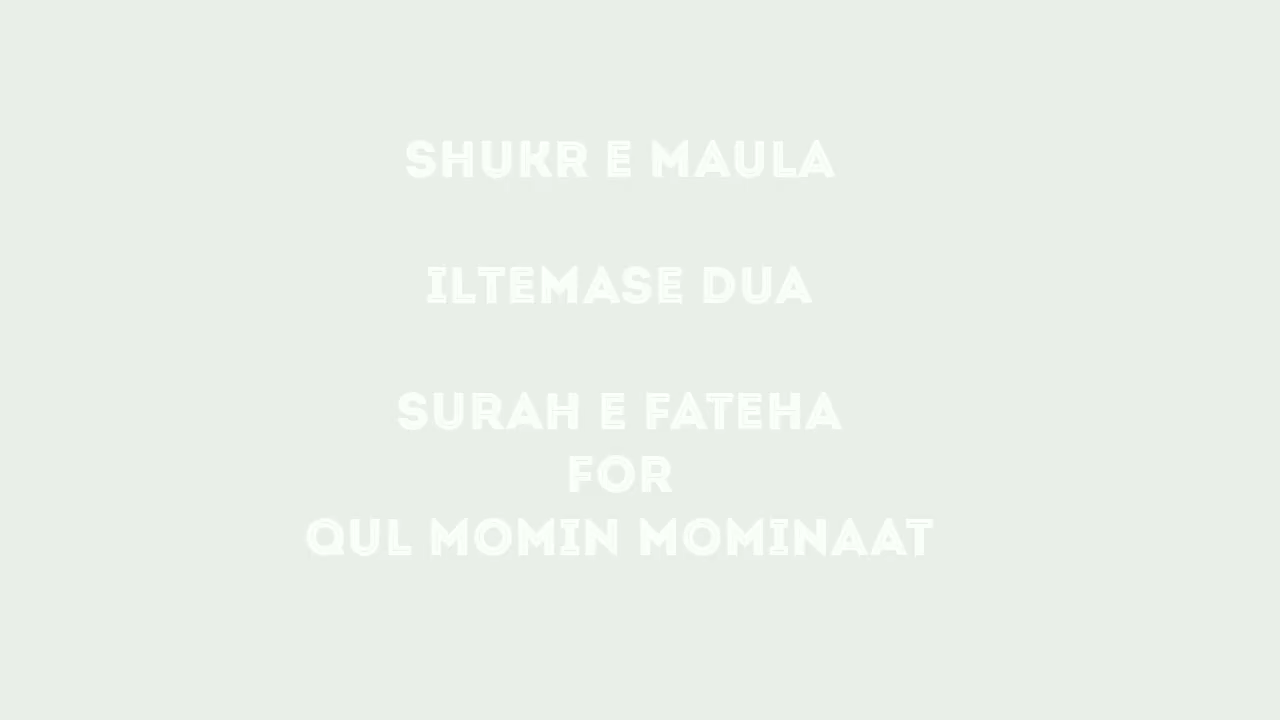 SHUKR E MAULA
ILTEMASE DUA
SURAH E FATEHA
FOR
QUL MOMIN MOMINAAT